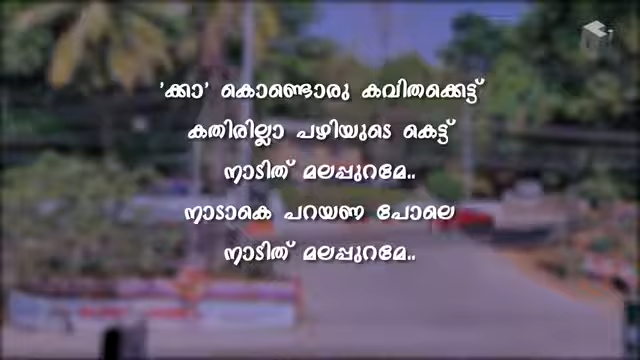 'ക്കാ' കൊണ്ടൊരു കവിതക്കെട്ട്
കതിരില്ലാ പഴിയുടെ കെട്ട്
നാടിത് മലപ്പുറമേ..
നാടാകെ പറയണ പോലെ
നാടിത് മലപ്പുറമേ..